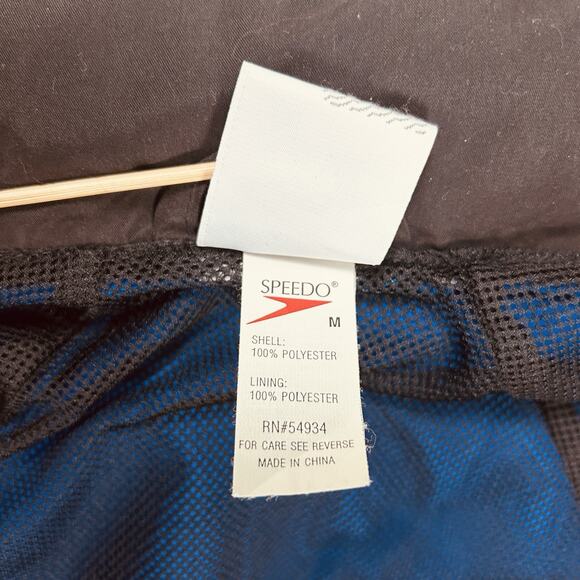 SPEEDO®
M
SHELL:
100% POLYESTER
LINING:
100% POLYESTER
RN#54934
FOR CARE SEE REVERSE
MADE IN CHINA